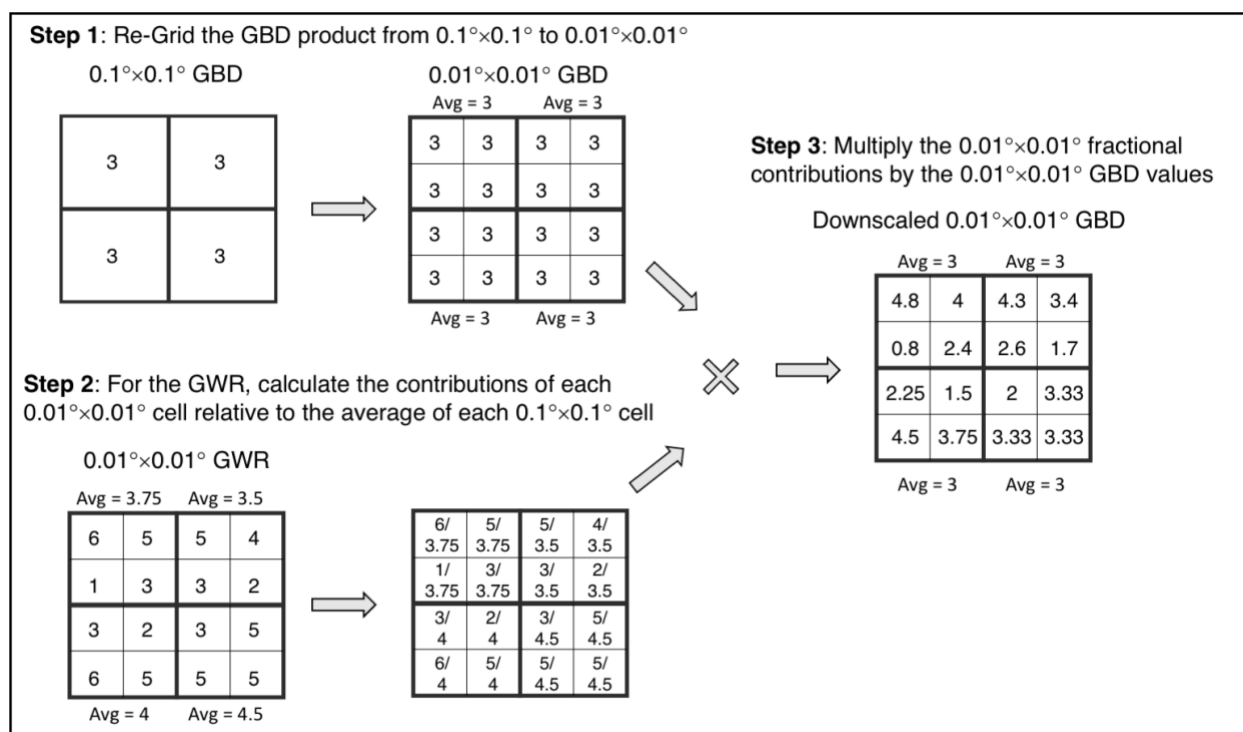 Step 1: Re-Grid the GBD product from 0.1°×0.1° to 0.01°×0.01°
0.1°×0.1° GBD
3 3
3 3
0.01°×0.01° GBD
Avg = 3 Avg = 3
3 3 3 3
3 3 3 3
3 3 3 3
3 3 3 3
Avg = 3 Avg = 3
Step 2: For the GWR, calculate the contributions of each
0.01°×0.01° cell relative to the average of each 0.1°×0.1° cell
0.01°×0.01° GWR
Avg = 3.75 Avg = 3.5
6 5 5 4
1 3 3 2
3 2 3 5
6 5 5 5
Avg = 4 Avg = 4.5
6/ 5/ 5/ 4/
3.75 3.75 3.5 3.5
1/ 3/ 3/ 2/
3.75 3.75 3.5 3.5
3/ 2/ 3/ 5/
4 4 4.5 4.5
6/ 5/ 5/ 5/
4 4 4.5 4.5
Step 3: Multiply the 0.01°×0.01° fractional
contributions by the 0.01°×0.01° GBD values
Downscaled 0.01°×0.01° GBD
Avg = 3 Avg = 3
4.8 4 4.3 3.4
0.8 2.4 2.6 1.7
2.25 1.5 2 3.33
4.5 3.75 3.33 3.33
Avg = 3 Avg = 3